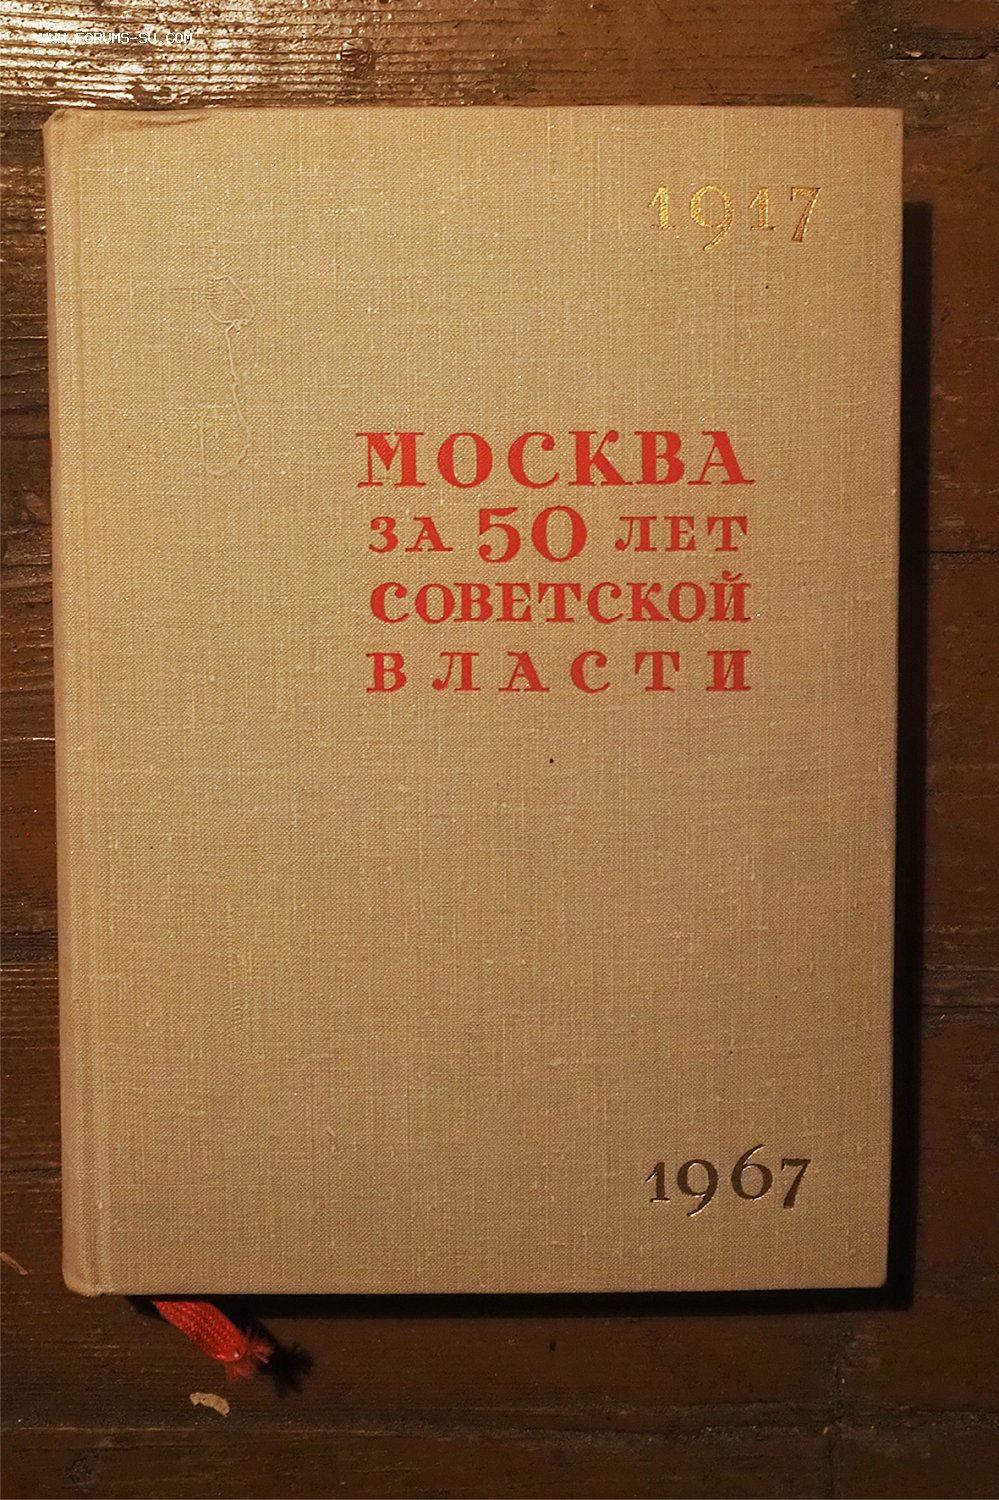 WWW.FORUMS-SU.COM
1917
МОСКВА
ЗА 50 ЛЕТ
СОВЕТСКОЙ
ВЛАСТИ
1967